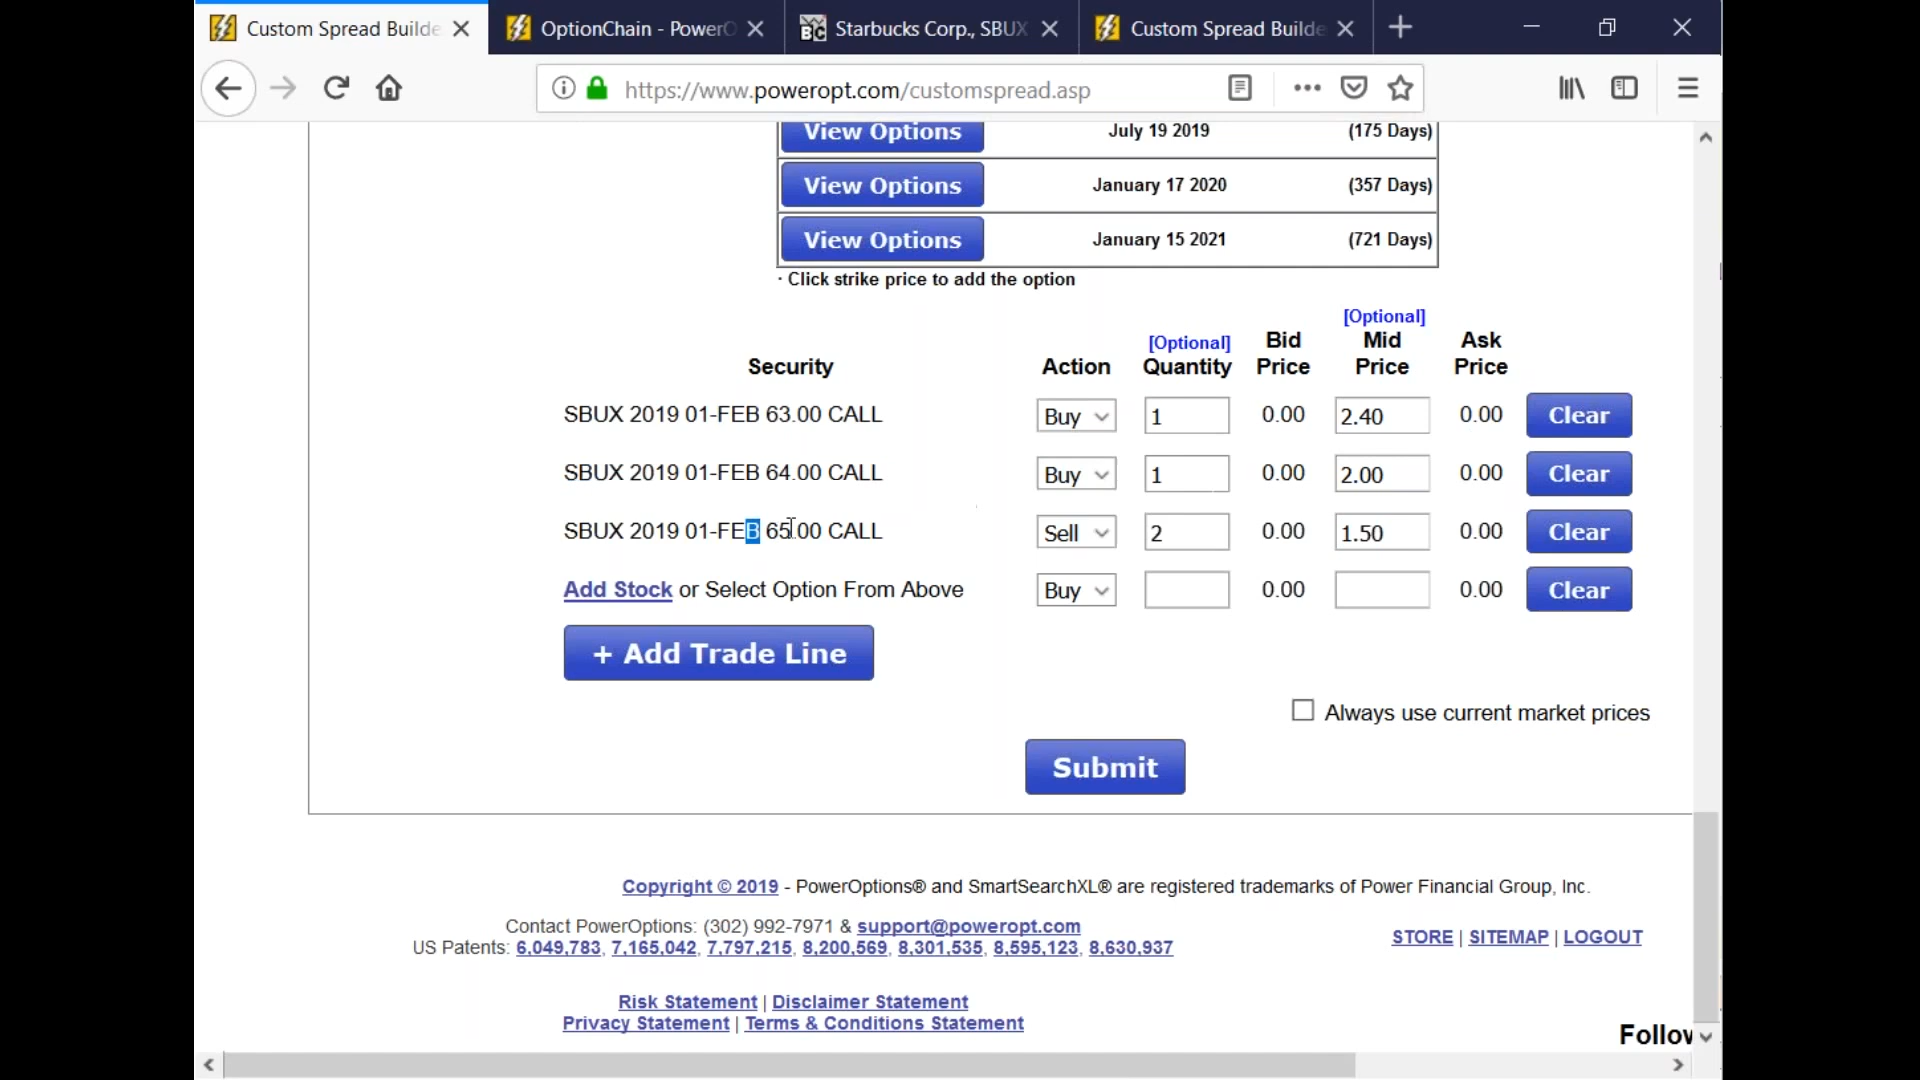 Custom Spread Builde
OptionChain - PowerO
Starbucks Corp., SBUX
Custom Spread Builde
https://www.poweropt.com/customspread.asp
View Options July 19 2019 (175 Days)
View Options January 17 2020 (357 Days)
View Options January 15 2021 (721 Days)
· Click strike price to add the option
[Optional]
[Optional] Bid Mid Ask
Security Action Quantity Price Price Price
SBUX 2019 01-FEB 63.00 CALL Buy 1 0.00 2.40 0.00 Clear
SBUX 2019 01-FEB 64.00 CALL Buy 1 0.00 2.00 0.00 Clear
SBUX 2019 01-FEB 65.00 CALL Sell 2 0.00 1.50 0.00 Clear
Add Stock or Select Option From Above Buy 0.00 0.00 Clear
+ Add Trade Line
Always use current market prices
Submit
Copyright © 2019 - PowerOptions® and SmartSearchXL® are registered trademarks of Power Financial Group, Inc.
Contact PowerOptions: (302) 992-7971 & support@poweropt.com
US Patents: 6,049,783, 7,165,042, 7,797,215, 8,200,569, 8,301,535, 8,595,123, 8,630,937
STORE | SITEMAP | LOGOUT
Risk Statement | Disclaimer Statement
Privacy Statement | Terms & Conditions Statement
Follow